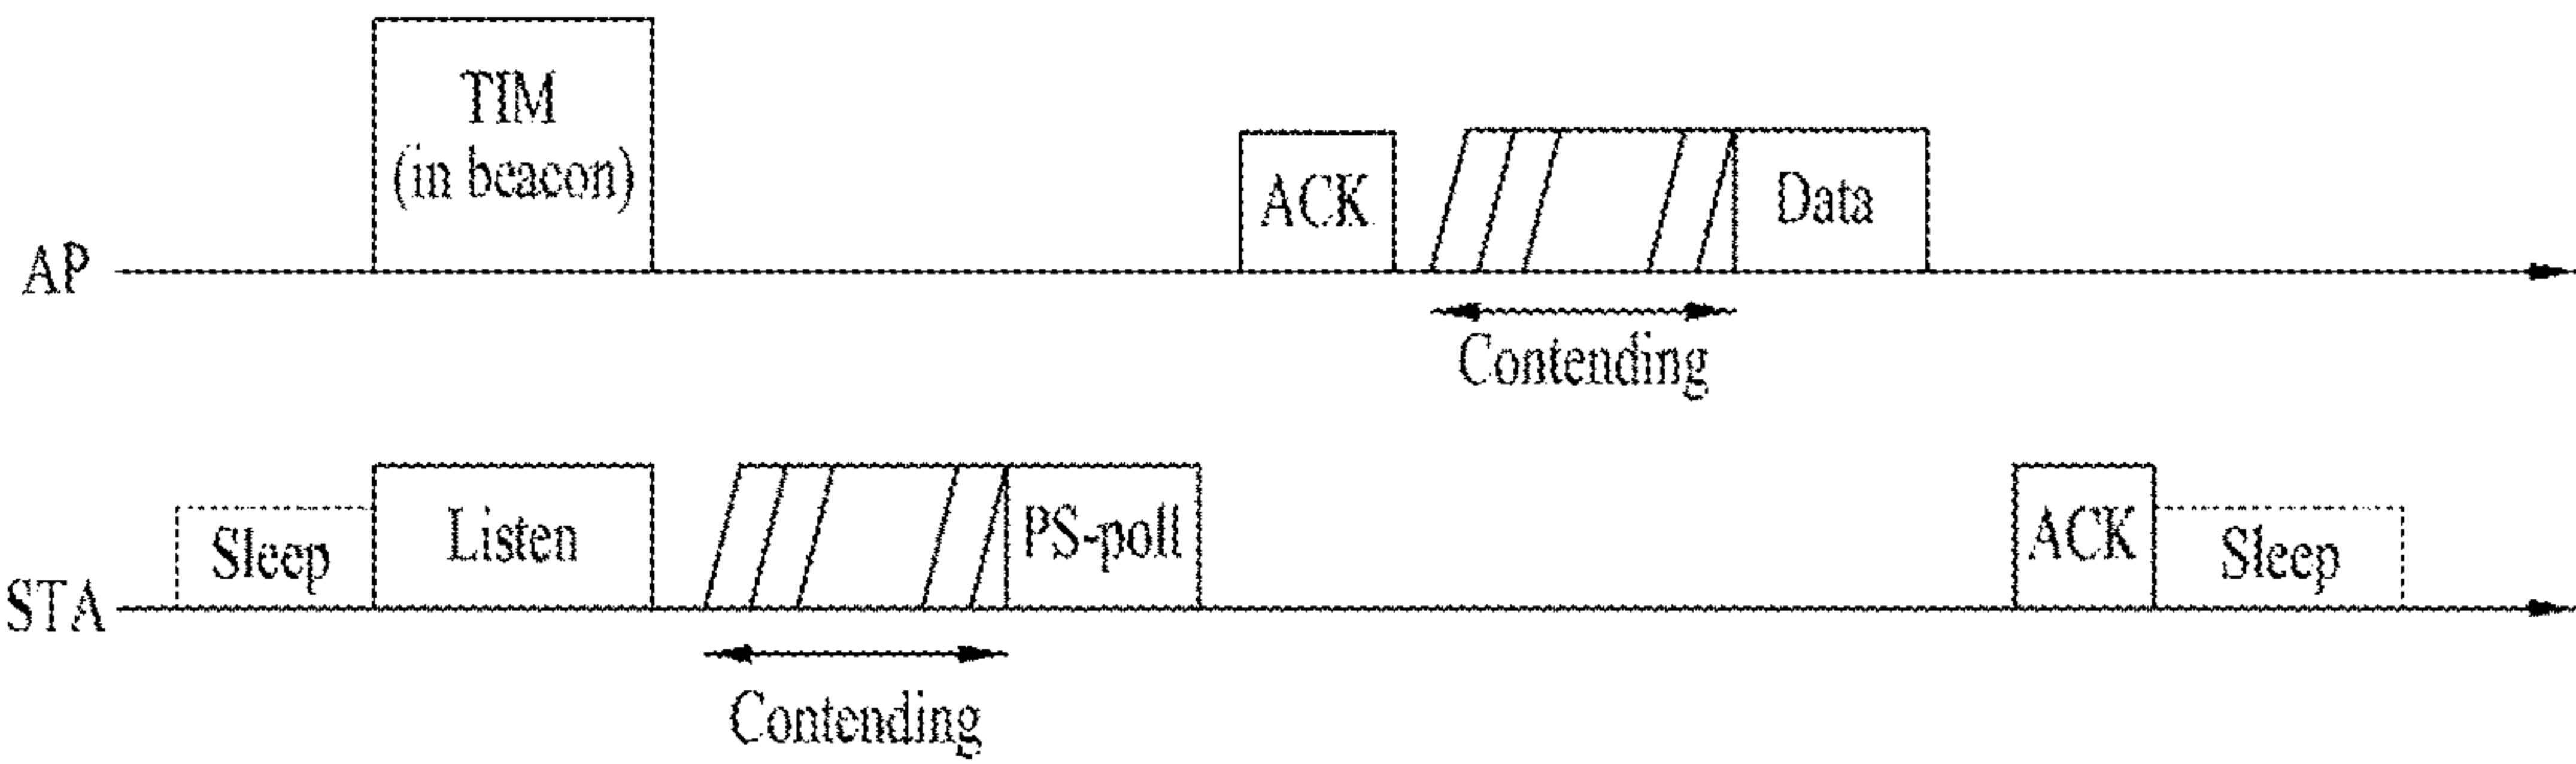 TIM
(in beacon)
AP
ACK
Data
Contending
STA
Sleep
Listen
PS-poll
ACK
Sleep
Contending